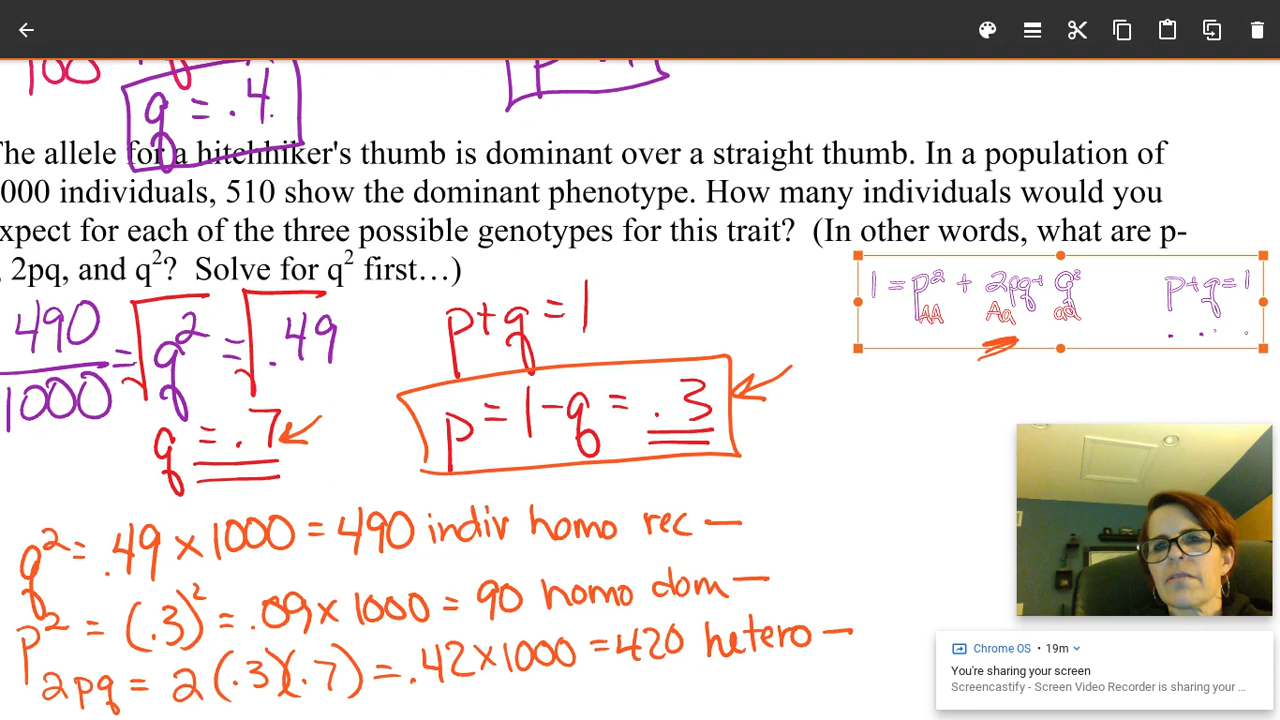 100
q = .4
The allele for a hitchhiker's thumb is dominant over a straight thumb. In a population of
000 individuals, 510 show the dominant phenotype. How many individuals would you
xpect for each of the three possible genotypes for this trait? (In other words, what are p-
, 2pq, and q²? Solve for q² first…)
1 = p² + 2pq + q² p+q=1
AA Aa aa
490/1000 = √q² = √.49
q = .7
p+q = 1
p = 1-q = .3
q² = .49 x 1000 = 490 indiv homo rec —
p² = (.3)² = .09 x 1000 = 90 homo dom —
2pq = 2(.3)(.7) = .42 x 1000 = 420 hetero —
Chrome OS • 19m
You're sharing your screen
Screencastify - Screen Video Recorder is sharing your ...